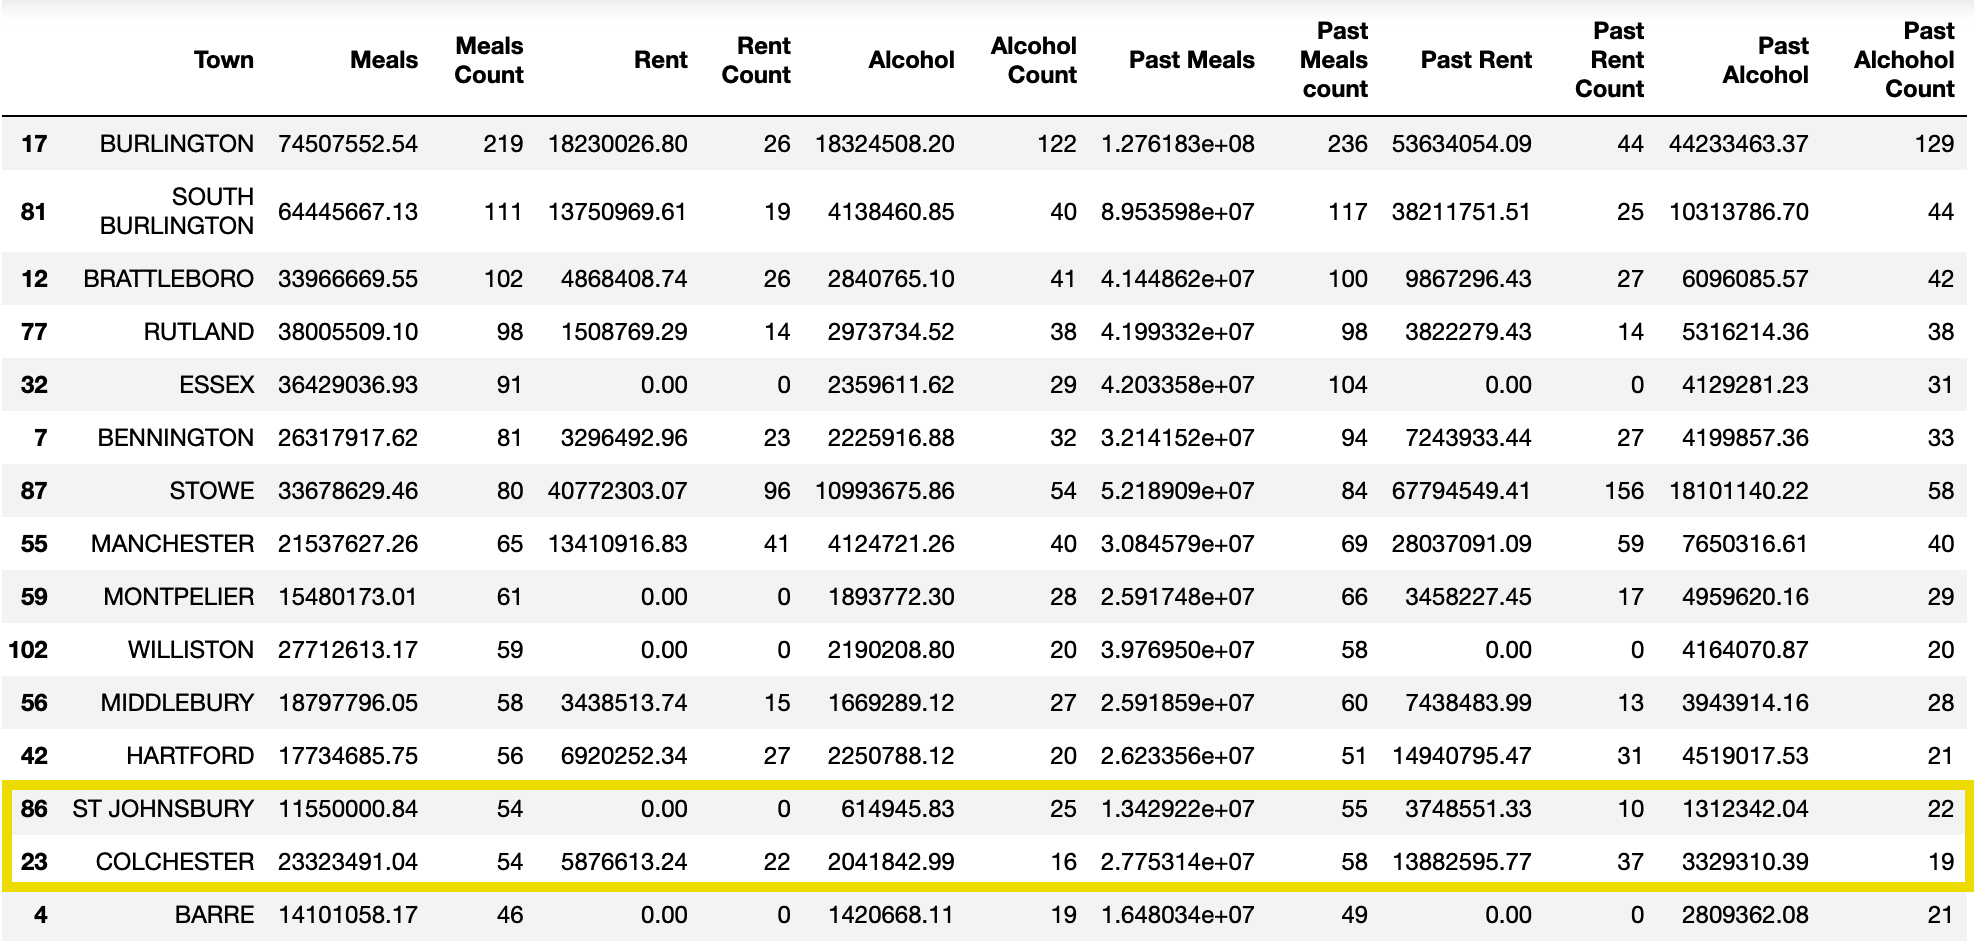 Town Meals Meals Count Rent Rent Count Alcohol Alcohol Count Past Meals Past Meals count Past Rent Past Rent Count Past Alcohol Past Alchohol Count
17 BURLINGTON 74507552.54 219 18230026.80 26 18324508.20 122 1.276183e+08 236 53634054.09 44 44233463.37 129
81 SOUTH BURLINGTON 64445667.13 111 13750969.61 19 4138460.85 40 8.953598e+07 117 38211751.51 25 10313786.70 44
12 BRATTLEBORO 33966669.55 102 4868408.74 26 2840765.10 41 4.144862e+07 100 9867296.43 27 6096085.57 42
77 RUTLAND 38005509.10 98 1508769.29 14 2973734.52 38 4.199332e+07 98 3822279.43 14 5316214.36 38
32 ESSEX 36429036.93 91 0.00 0 2359611.62 29 4.203358e+07 104 0.00 0 4129281.23 31
7 BENNINGTON 26317917.62 81 3296492.96 23 2225916.88 32 3.214152e+07 94 7243933.44 27 4199857.36 33
87 STOWE 33678629.46 80 40772303.07 96 10993675.86 54 5.218909e+07 84 67794549.41 156 18101140.22 58
55 MANCHESTER 21537627.26 65 13410916.83 41 4124721.26 40 3.084579e+07 69 28037091.09 59 7650316.61 40
59 MONTPELIER 15480173.01 61 0.00 0 1893772.30 28 2.591748e+07 66 3458227.45 17 4959620.16 29
102 WILLISTON 27712613.17 59 0.00 0 2190208.80 20 3.976950e+07 58 0.00 0 4164070.87 20
56 MIDDLEBURY 18797796.05 58 3438513.74 15 1669289.12 27 2.591859e+07 60 7438483.99 13 3943914.16 28
42 HARTFORD 17734685.75 56 6920252.34 27 2250788.12 20 2.623356e+07 51 14940795.47 31 4519017.53 21
86 ST JOHNSBURY 11550000.84 54 0.00 0 614945.83 25 1.342922e+07 55 3748551.33 10 1312342.04 22
23 COLCHESTER 23323491.04 54 5876613.24 22 2041842.99 16 2.775314e+07 58 13882595.77 37 3329310.39 19
4 BARRE 14101058.17 46 0.00 0 1420668.11 19 1.648034e+07 49 0.00 0 2809362.08 21